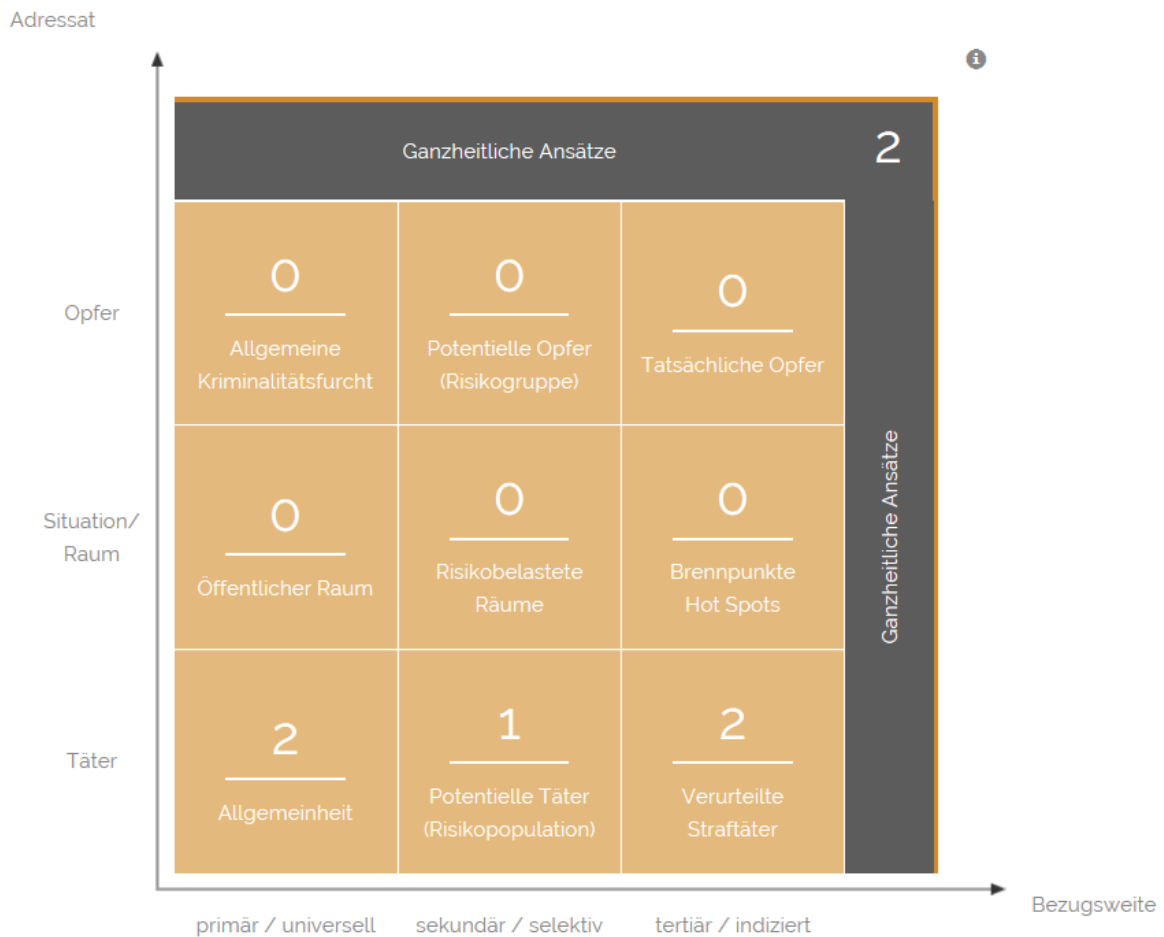 Adressat
Ganzheitliche Ansätze
2
Opfer
0
Allgemeine
Kriminalitätsfurcht
0
Potentielle Opfer
(Risikogruppe)
0
Tatsächliche Opfer
Ganzheitliche Ansätze
Situation/
Raum
0
Öffentlicher Raum
0
Risikobelastete
Räume
0
Brennpunkte
Hot Spots
Täter
2
Allgemeinheit
1
Potentielle Täter
(Risikopopulation)
2
Verurteilte
Straftäter
primär / universell
sekundär / selektiv
tertiär / indiziert
Bezugsweite